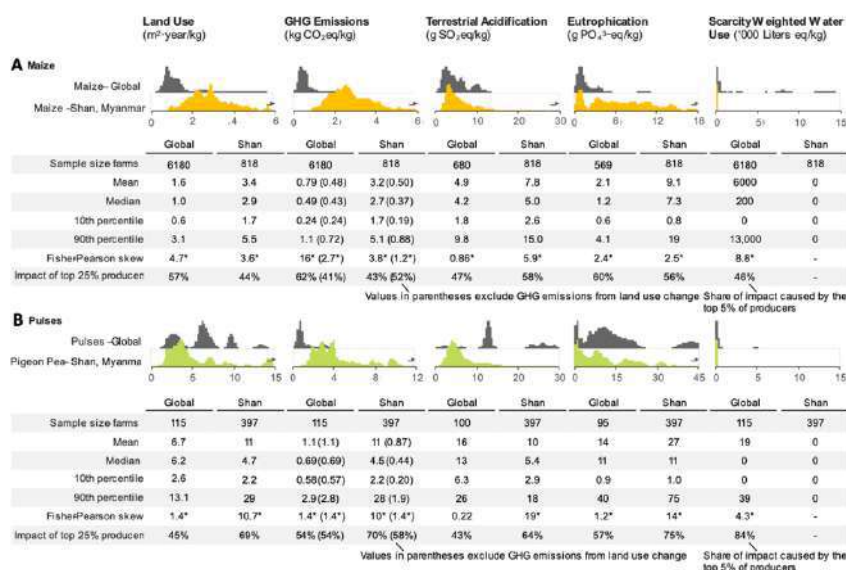 Land Use GHG Emissions Terrestrial Acidification Eutrophication ScarcityWeighted Water
(m²-year/kg) (kg CO₂eq/kg) (g SO₂eq/kg) (g PO₄³-eq/kg) Use ('000 Liters eq/kg)
A Maize
Maize–Global
Maize –Shan, Myanmar
0 2 .4 .6 0 2 4 6 0 10 20 30 0 6 12 18 0 5 10 15
Global Shan Global Shan Global Shan Global Shan Global Shan
Sample size farms 6180 818 6180 818 680 818 569 818 6180 818
Mean 1.6 3.4 0.79 (0.48) 3.2 (0.50) 4.9 7.8 2.1 9.1 6000 0
Median 1.0 2.9 0.49 (0.43) 2.7 (0.37) 4.2 5.0 1.2 7.3 200 0
10th percentile 0.6 1.7 0.24 (0.24) 1.7 (0.19) 1.8 2.6 0.6 0.8 0 0
90th percentile 3.1 5.5 1.1 (0.72) 5.1 (0.88) 9.8 15.0 4.1 19 13,000 0
FisherPearson skew 4.7* 3.6* 16* (2.7*) 3.8* (1.2*) 0.86* 5.9* 2.4* 2.5* 8.8* -
Impact of top 25% producen 57% 44% 62% (41%) 43% (52%) 47% 58% 60% 56% 46% -
Values in parentheses exclude GHG emissions from land use change Share of impact caused by the
top 5% of producers
B Pulses
Pulses –Global
Pigeon Pea–Shan, Myanma
0 5 10 15 0 4 8 12 0 10 20 30 0 15 30 45 0 5 10 15
Global Shan Global Shan Global Shan Global Shan Global Shan
Sample size farms 115 397 115 397 100 397 95 397 115 397
Mean 6.7 11 1.1(1.1) 11 (0.87) 16 10 14 27 19 0
Median 6.2 4.7 0.69(0.69) 4.5 (0.44) 13 5.4 11 11 0 0
10th percentile 2.6 2.2 0.58(0.57) 2.2 (0.20) 6.3 2.9 0.9 1.0 0 0
90th percentile 13.1 29 2.9(2.8) 28 (1.9) 26 18 40 75 39 0
FisherPearson skew 1.4* 10.7* 1.4* (1.4*) 10* (1.4*) 0.22 19* 1.2* 14* 4.3* -
Impact of top 25% producen 45% 69% 54% (54%) 70% (58%) 43% 64% 57% 75% 84% -
Values in parentheses exclude GHG emissions from land use change Share of impact caused by the
top 5% of producers